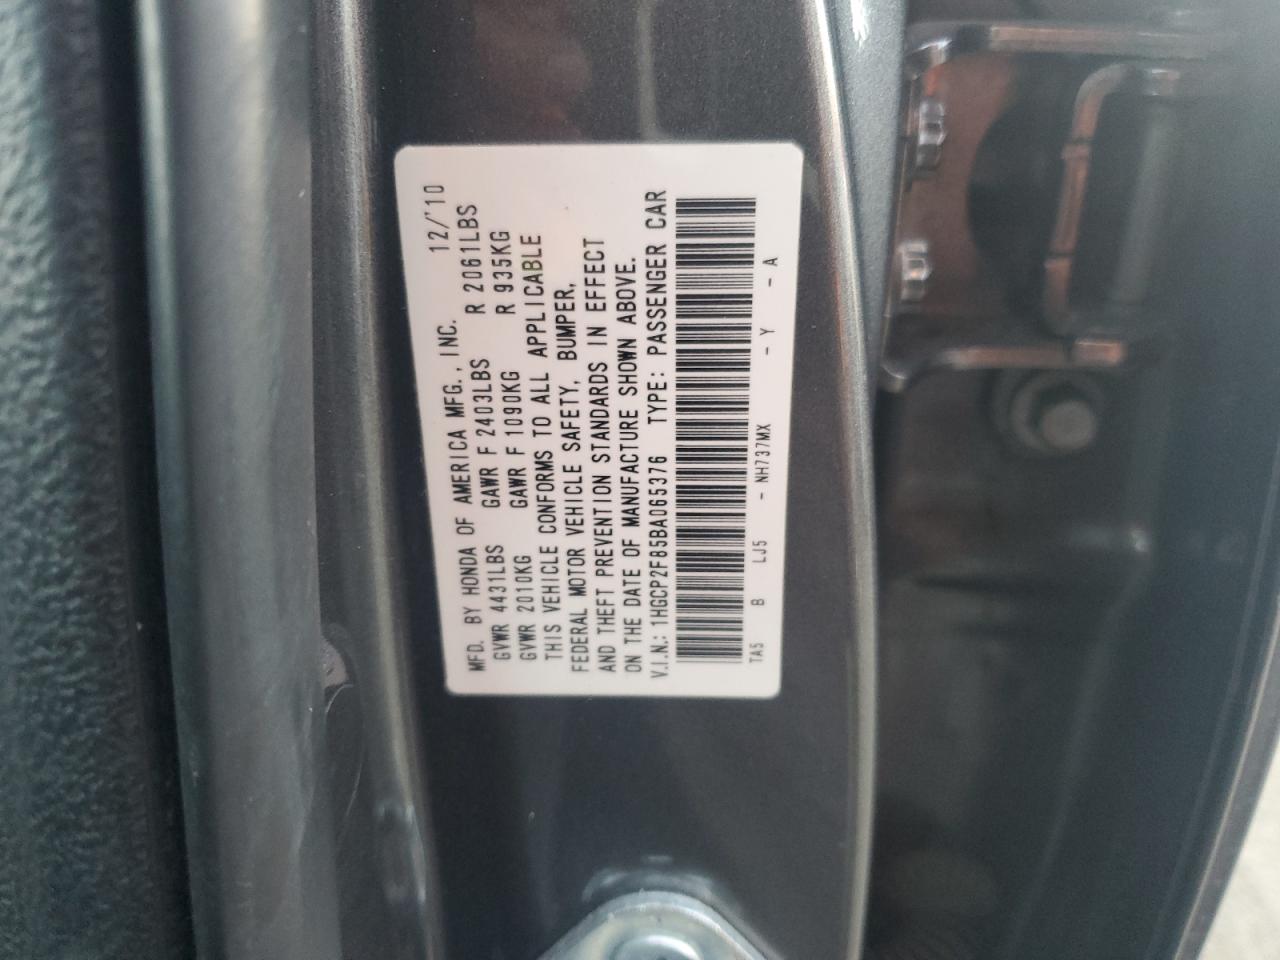 MFD. BY HONDA OF AMERICA MFG., INC. 12/'10
GVWR 4431LBS GAWR F 2403LBS R 2061LBS
GVWR 2010KG GAWR F 1090KG R 935KG
THIS VEHICLE CONFORMS TO ALL APPLICABLE
FEDERAL MOTOR VEHICLE SAFETY, BUMPER,
AND THEFT PREVENTION STANDARDS IN EFFECT
ON THE DATE OF MANUFACTURE SHOWN ABOVE.
V.I.N.: 1HGCP2F85BA065376 TYPE: PASSENGER CAR
TA5 B LJ5 - NH737MX - Y - A